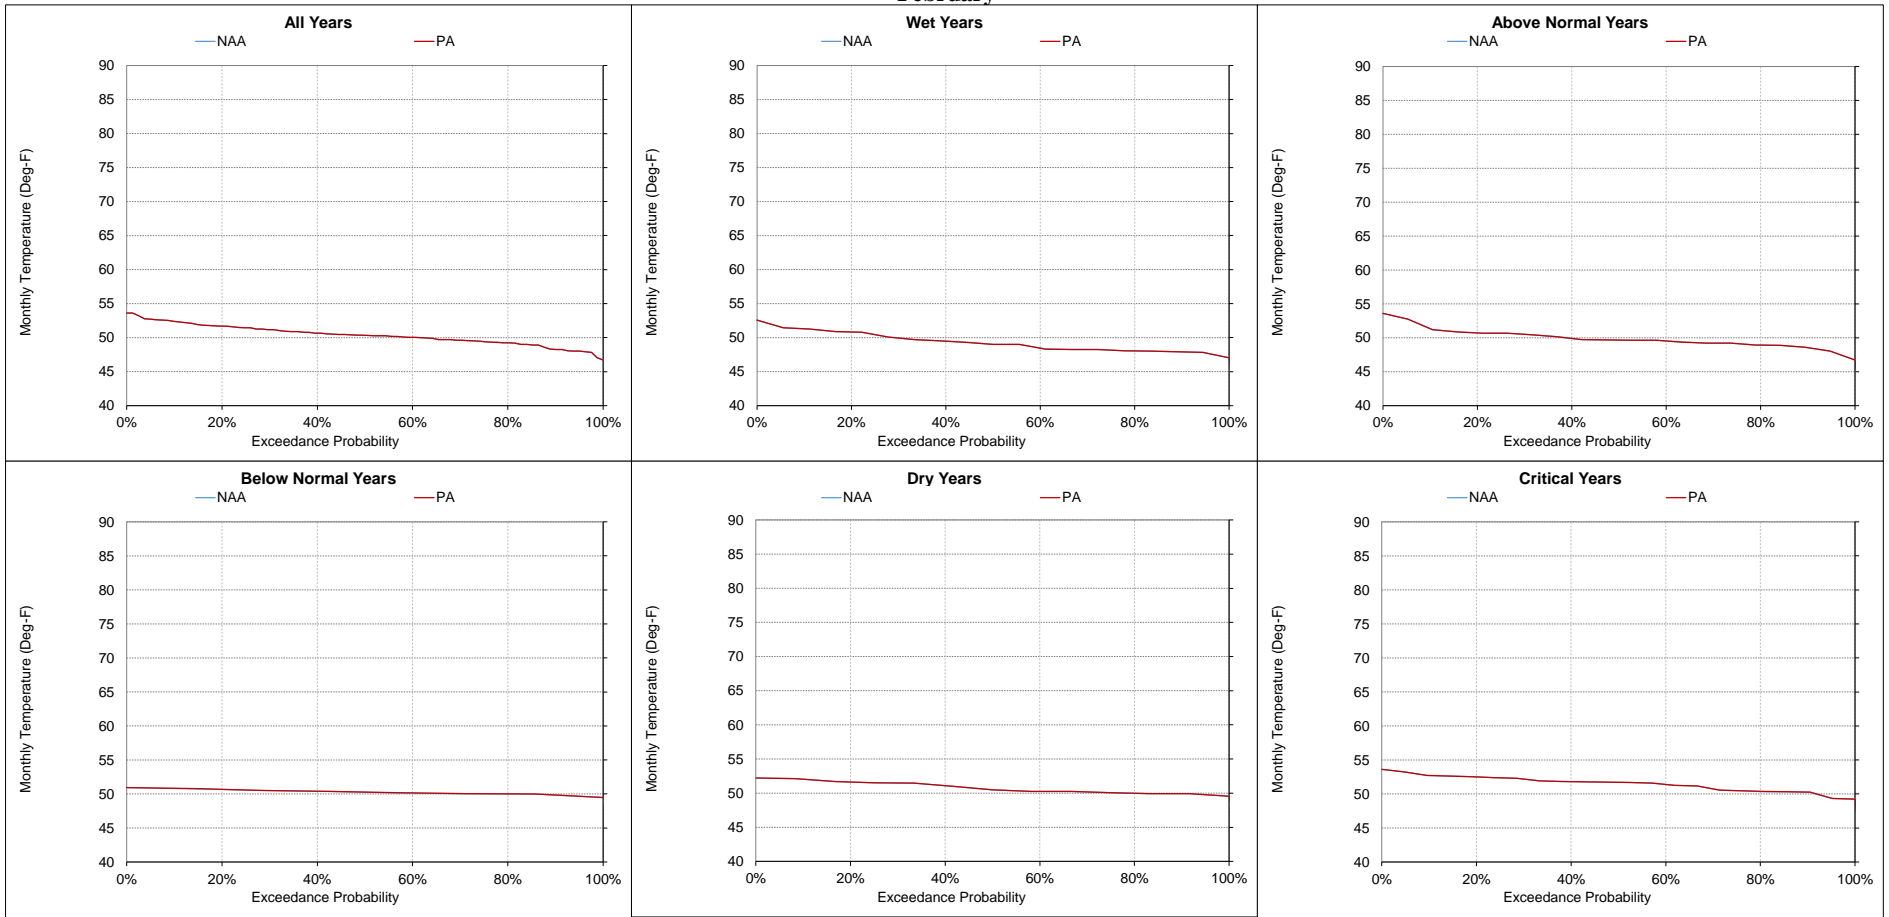 February
All Years
NAA PA
Monthly Temperature (Deg-F)
90
85
80
75
70
65
60
55
50
45
40
0% 20% 40% 60% 80% 100%
Exceedance Probability
Wet Years
NAA PA
Monthly Temperature (Deg-F)
90
85
80
75
70
65
60
55
50
45
40
0% 20% 40% 60% 80% 100%
Exceedance Probability
Above Normal Years
NAA PA
Monthly Temperature (Deg-F)
90
85
80
75
70
65
60
55
50
45
40
0% 20% 40% 60% 80% 100%
Exceedance Probability
Below Normal Years
NAA PA
Monthly Temperature (Deg-F)
90
85
80
75
70
65
60
55
50
45
40
0% 20% 40% 60% 80% 100%
Exceedance Probability
Dry Years
NAA PA
Monthly Temperature (Deg-F)
90
85
80
75
70
65
60
55
50
45
40
0% 20% 40% 60% 80% 100%
Exceedance Probability
Critical Years
NAA PA
Monthly Temperature (Deg-F)
90
85
80
75
70
65
60
55
50
45
40
0% 20% 40% 60% 80% 100%
Exceedance Probability